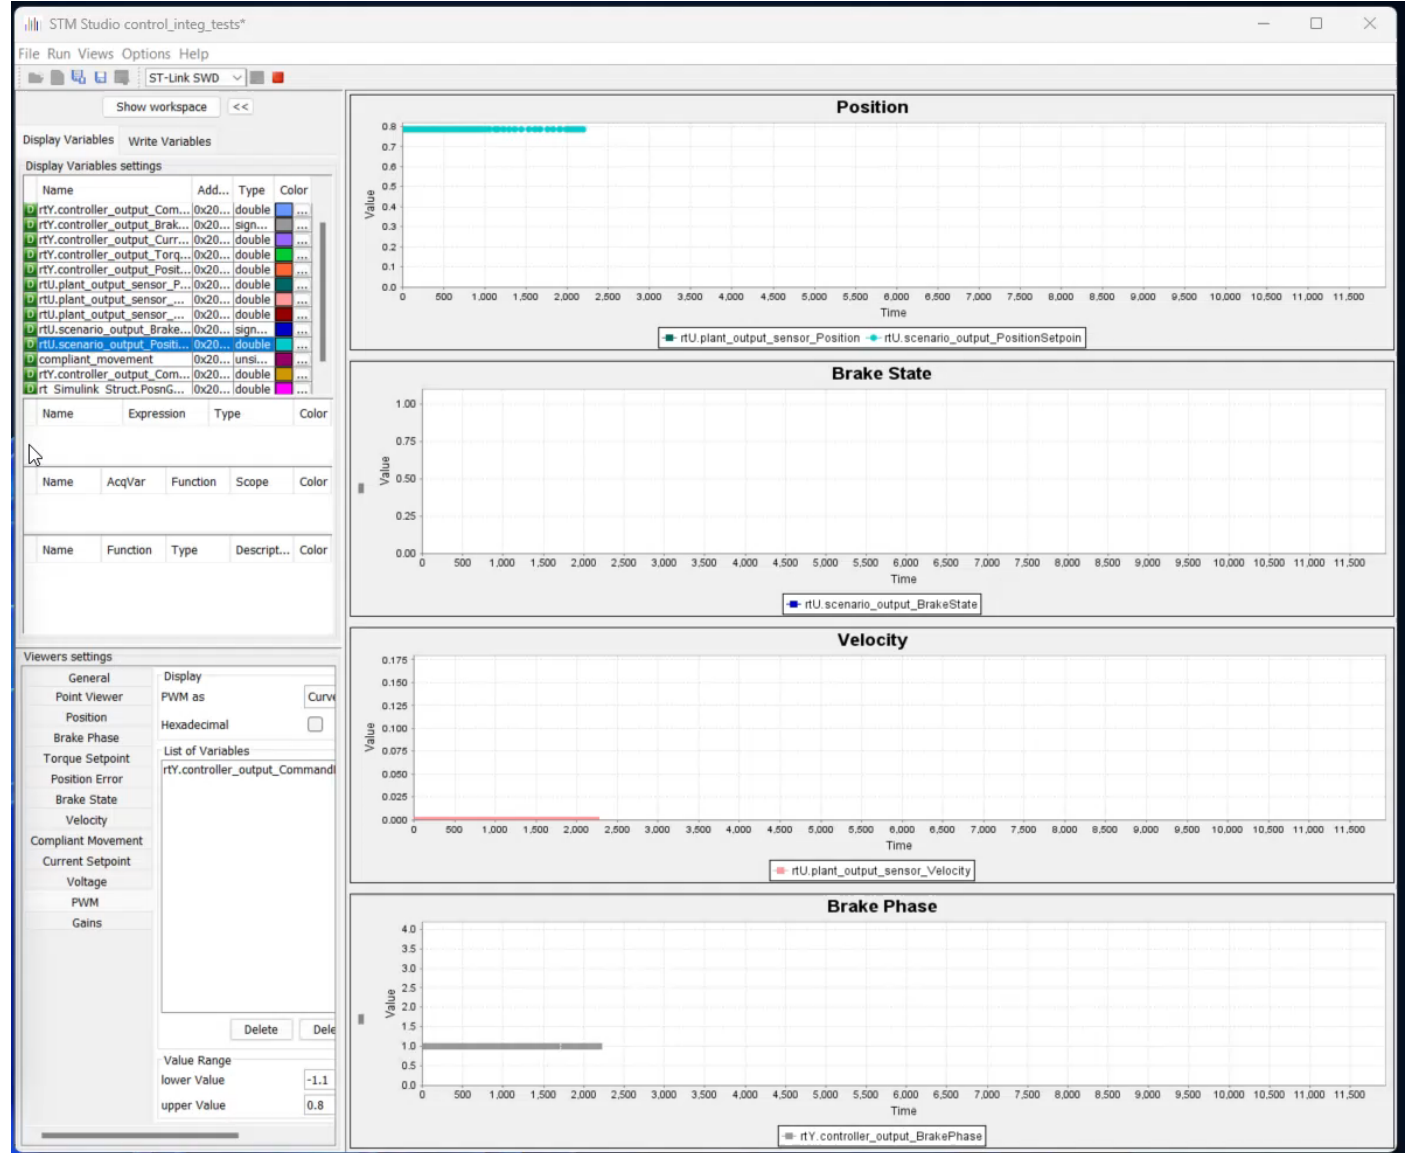 STM Studio control_integ_tests*
File Run Views Options Help
ST-Link SWD
Show workspace <<
Display Variables Write Variables
Display Variables settings
Name Add... Type Color
rtY.controller_output_Com... 0x20... double ...
rtY.controller_output_Brak... 0x20... sign... ...
rtY.controller_output_Curr... 0x20... double ...
rtY.controller_output_Torq... 0x20... double ...
rtY.controller_output_Posit... 0x20... double ...
rtU.plant_output_sensor_P... 0x20... double ...
rtU.plant_output_sensor_... 0x20... double ...
rtU.plant_output_sensor_... 0x20... double ...
rtU.scenario_output_Brake... 0x20... sign... ...
rtU.scenario_output_Positi... 0x20... double ...
compliant_movement 0x20... unsi... ...
rtY.controller_output_Com... 0x20... double ...
rt_Simulink_Struct.PosnG... 0x20... double ...
Name Expression Type Color
Name AcqVar Function Scope Color
Name Function Type Descript... Color
Viewers settings
General
Point Viewer
Position
Brake Phase
Torque Setpoint
Position Error
Brake State
Velocity
Compliant Movement
Current Setpoint
Voltage
PWM
Gains
Display
PWM as Curve
Hexadecimal
List of Variables
rtY.controller_output_Command
Delete Dele
Value Range
lower Value -1.1
upper Value 0.8
Position
0.8
0.7
0.6
0.5
0.4
0.3
0.2
0.1
0.0
Value
0 500 1,000 1,500 2,000 2,500 3,000 3,500 4,000 4,500 5,000 5,500 6,000 6,500 7,000 7,500 8,000 8,500 9,000 9,500 10,000 10,500 11,000 11,500
Time
rtU.plant_output_sensor_Position rtU.scenario_output_PositionSetpoin
Brake State
1.00
0.75
0.50
0.25
0.00
Value
0 500 1,000 1,500 2,000 2,500 3,000 3,500 4,000 4,500 5,000 5,500 6,000 6,500 7,000 7,500 8,000 8,500 9,000 9,500 10,000 10,500 11,000 11,500
Time
rtU.scenario_output_BrakeState
Velocity
0.175
0.150
0.125
0.100
0.075
0.050
0.025
0.000
Value
0 500 1,000 1,500 2,000 2,500 3,000 3,500 4,000 4,500 5,000 5,500 6,000 6,500 7,000 7,500 8,000 8,500 9,000 9,500 10,000 10,500 11,000 11,500
Time
rtU.plant_output_sensor_Velocity
Brake Phase
4.0
3.5
3.0
2.5
2.0
1.5
1.0
0.5
0.0
Value
0 500 1,000 1,500 2,000 2,500 3,000 3,500 4,000 4,500 5,000 5,500 6,000 6,500 7,000 7,500 8,000 8,500 9,000 9,500 10,000 10,500 11,000 11,500
Time
rtY.controller_output_BrakePhase